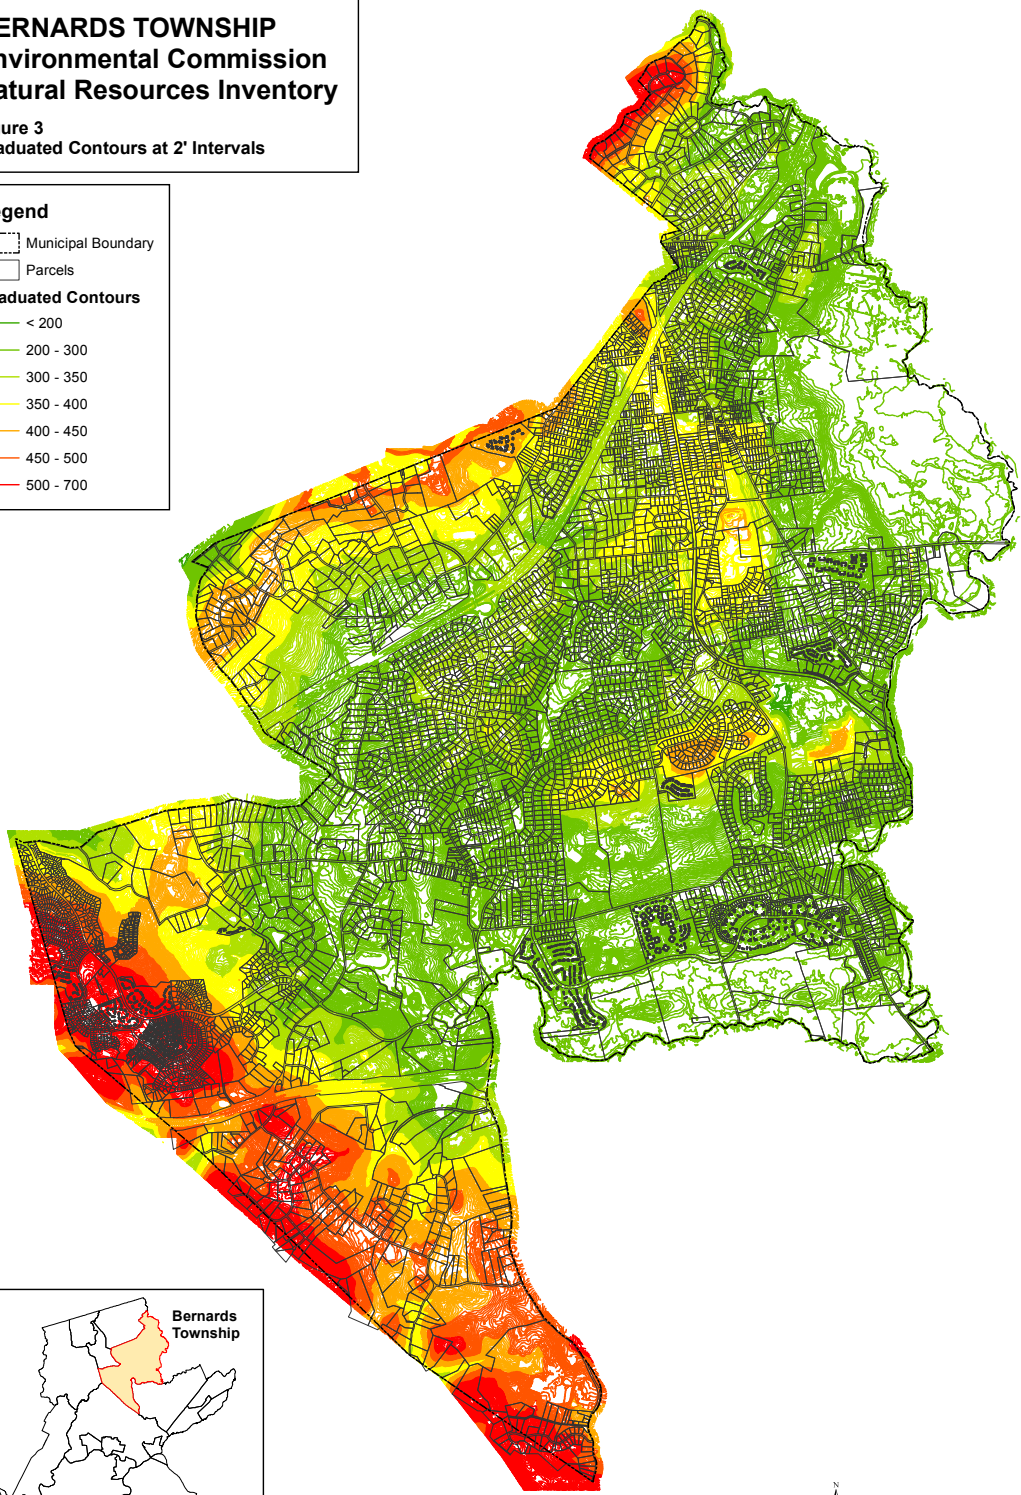 ERNARDS TOWNSHIP
nvironmental Commission
atural Resources Inventory
ure 3
aduated Contours at 2' Intervals
gend
Municipal Boundary
Parcels
aduated Contours
< 200
200 - 300
300 - 350
350 - 400
400 - 450
450 - 500
500 - 700
Bernards
Township
N